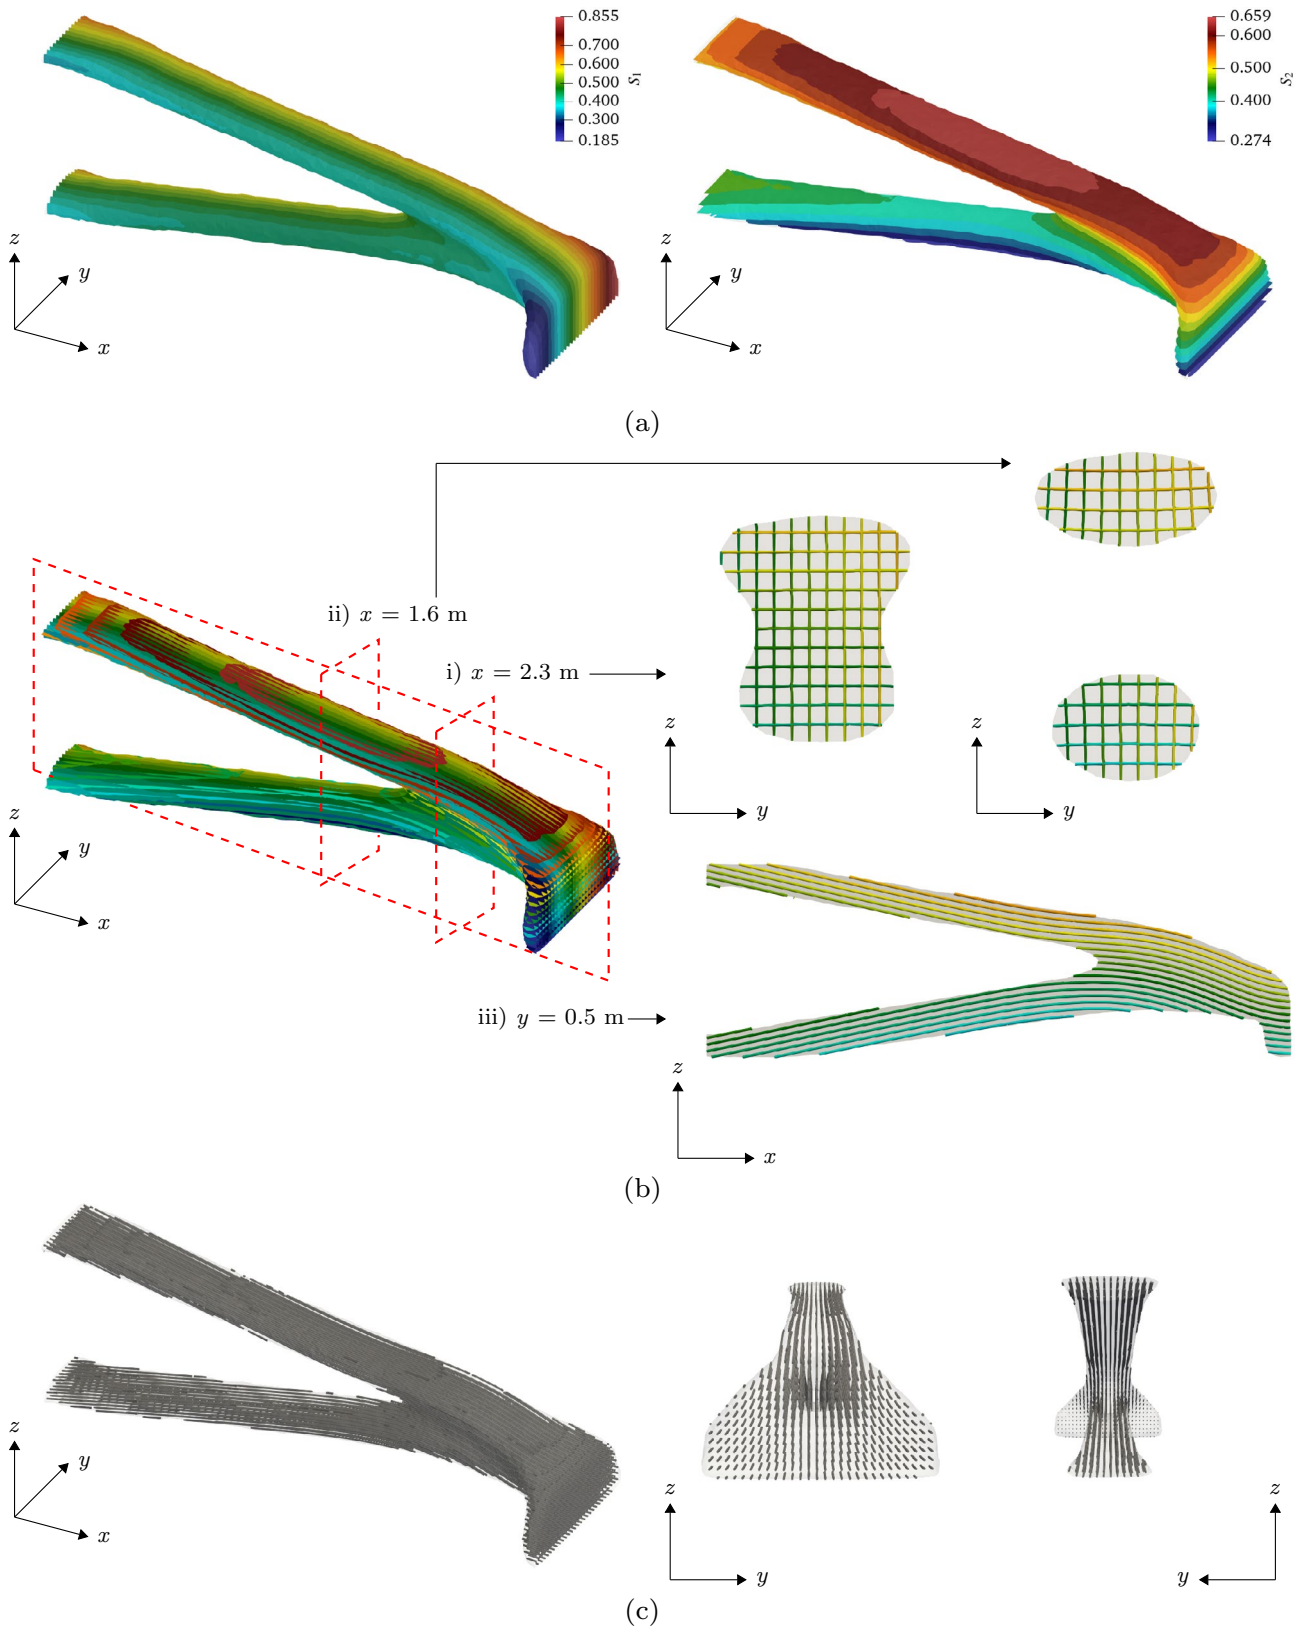 0.855
0.700
0.600
0.500
0.400
0.300
0.185
S1
z
y
x
0.659
0.600
0.500
0.400
0.274
S2
z
y
x
(a)
ii) x = 1.6 m
i) x = 2.3 m
z
y
z
y
z
y
x
iii) y = 0.5 m
z
x
(b)
z
y
x
z
y
z
y
(c)